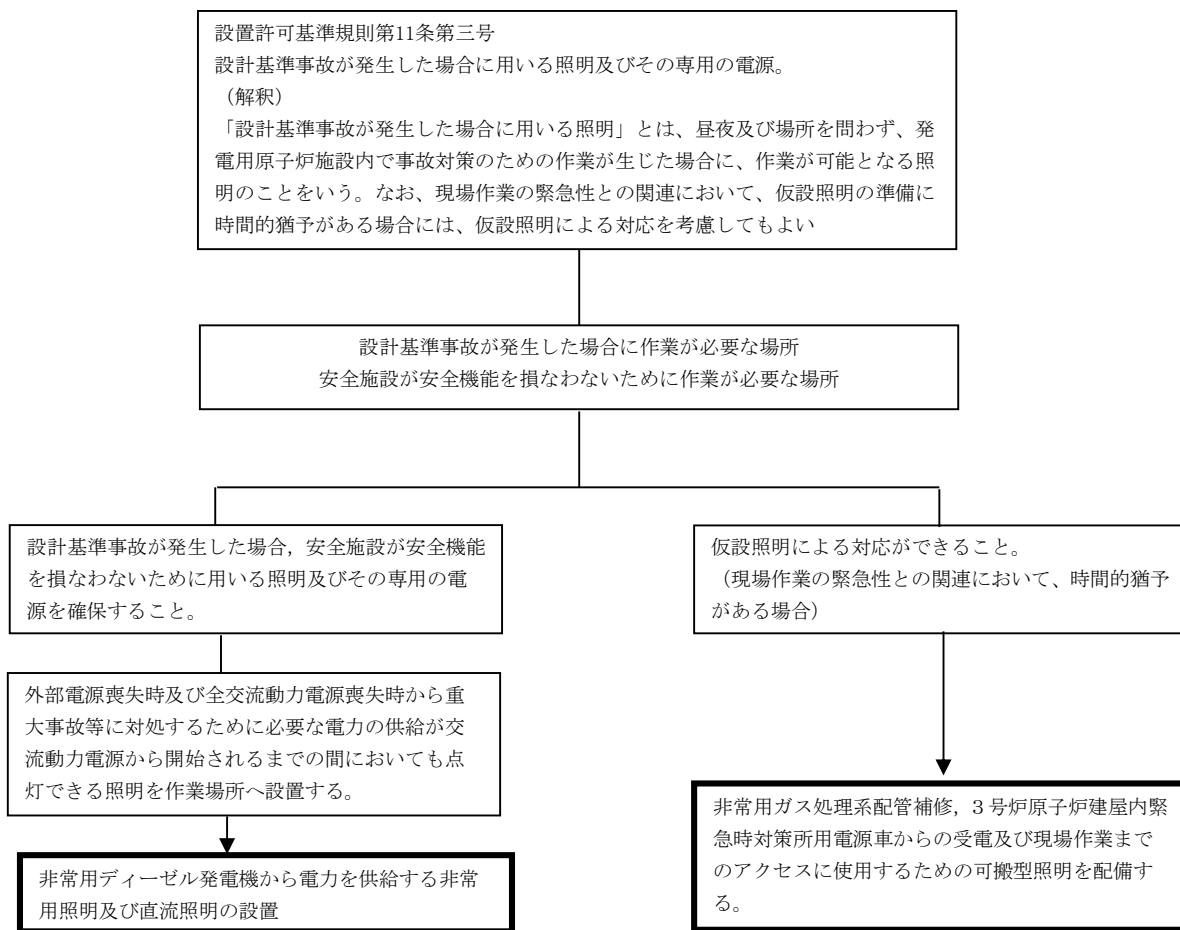 設置許可基準規則第11条第三号
設計基準事故が発生した場合に用いる照明及びその専用の電源。
（解釈）
「設計基準事故が発生した場合に用いる照明」とは、昼夜及び場所を問わず、発
電用原子炉施設内で事故対策のための作業が生じた場合に、作業が可能となる照
明のことをいう。なお、現場作業の緊急性との関連において、仮設照明の準備に
時間的猶予がある場合には、仮設照明による対応を考慮してもよい
設計基準事故が発生した場合に作業が必要な場所
安全施設が安全機能を損なわないために作業が必要な場所
設計基準事故が発生した場合，安全施設が安全機能
を損なわないために用いる照明及びその専用の電
源を確保すること。
外部電源喪失時及び全交流動力電源喪失時から重
大事故等に対処するために必要な電力の供給が交
流動力電源から開始されるまでの間においても点
灯できる照明を作業場所へ設置する。
非常用ディーゼル発電機から電力を供給する非常
用照明及び直流照明の設置
仮設照明による対応ができること。
（現場作業の緊急性との関連において、時間的猶予
がある場合）
非常用ガス処理系配管補修，３号炉原子炉建屋内緊
急時対策所用電源車からの受電及び現場作業まで
のアクセスに使用するための可搬型照明を配備す
る。